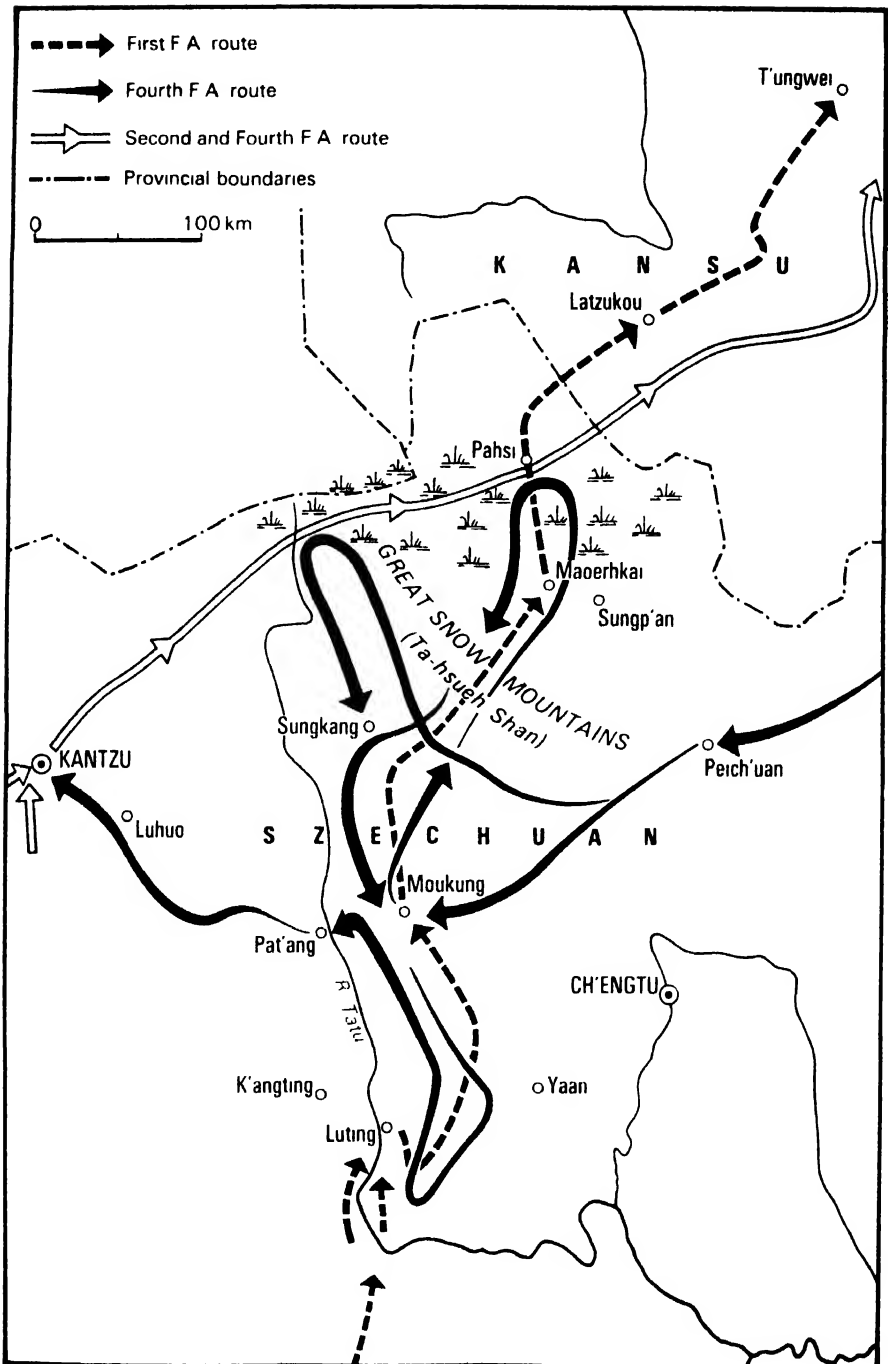 First F A route
Fourth F A route
Second and Fourth F A route
Provincial boundaries
0 100 km
T'ungwei
K A N S U
Latzukou
Pahsi
Maoerhkai
Sungp'an
GREAT SNOW MOUNTAINS
(Ta-hsueh Shan)
Sungkang
Peich'uan
KANTZU
Luhuo
S Z E C H U A N
Moukung
Pat'ang
R Tatu
CH'ENGTU
K'angting
Yaan
Luting